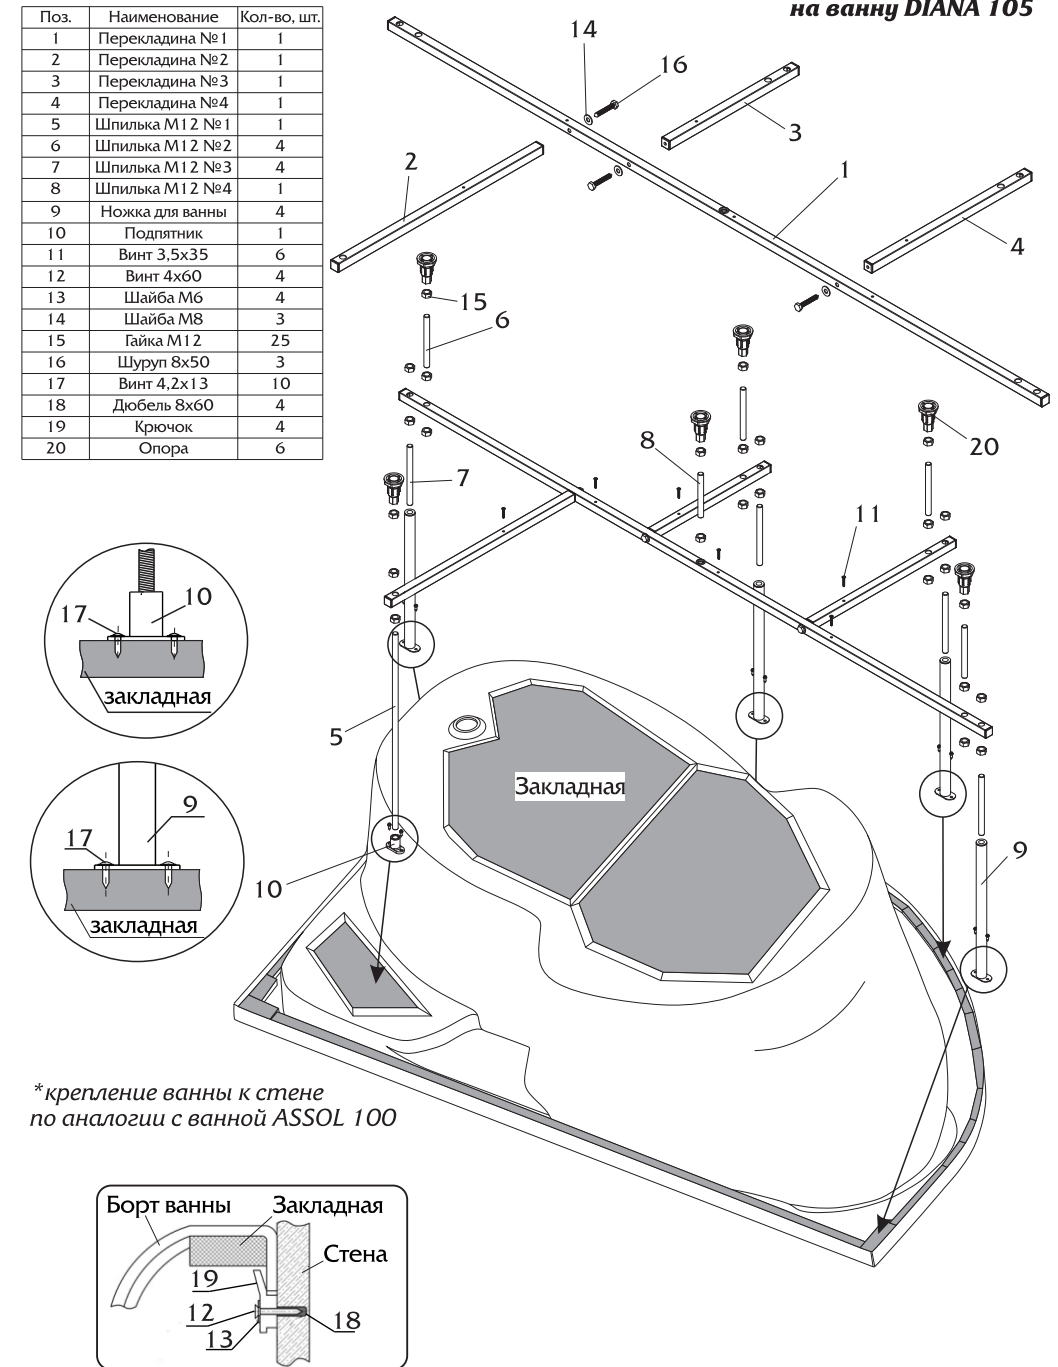 на ванну DIANA 105
Поз. Наименование Кол-во, шт.
1 Перекладина №1 1
2 Перекладина №2 1
3 Перекладина №3 1
4 Перекладина №4 1
5 Шпилька М12 №1 1
6 Шпилька М12 №2 4
7 Шпилька М12 №3 4
8 Шпилька М12 №4 1
9 Ножка для ванны 4
10 Подпятник 1
11 Винт 3,5х35 6
12 Винт 4х60 4
13 Шайба М6 4
14 Шайба М8 3
15 Гайка М12 25
16 Шуруп 8х50 3
17 Винт 4,2х13 10
18 Дюбель 8х60 4
19 Крючок 4
20 Опора 6
14
16
3
2
1
4
15
6
8
20
7
11
17
10
закладная
5
Закладная
17
9
закладная
10
9
*крепление ванны к стене
по аналогии с ванной ASSOL 100
Борт ванны
Закладная
Стена
19
12
13
18